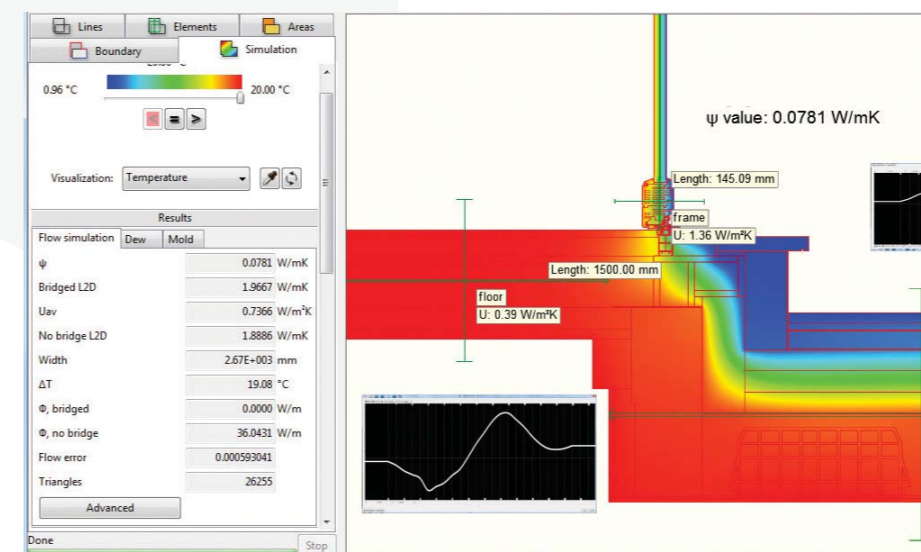 Lines Elements Areas
Boundary Simulation
0.96 °C 20.00 °C
< = >
Visualization: Temperature
Results
Flow simulation Dew Mold
ψ 0.0781 W/mK
Bridged L2D 1.9667 W/mK
Uav 0.7366 W/m²K
No bridge L2D 1.8886 W/mK
Width 2.67E+003 mm
ΔT 19.08 °C
Φ, bridged 0.0000 W/m
Φ, no bridge 36.0431 W/m
Flow error 0.000593041
Triangles 26255
Advanced
Done Stop
ψ value: 0.0781 W/mK
Length: 145.09 mm
frame
U: 1.36 W/m²K
Length: 1500.00 mm
floor
U: 0.39 W/m²K